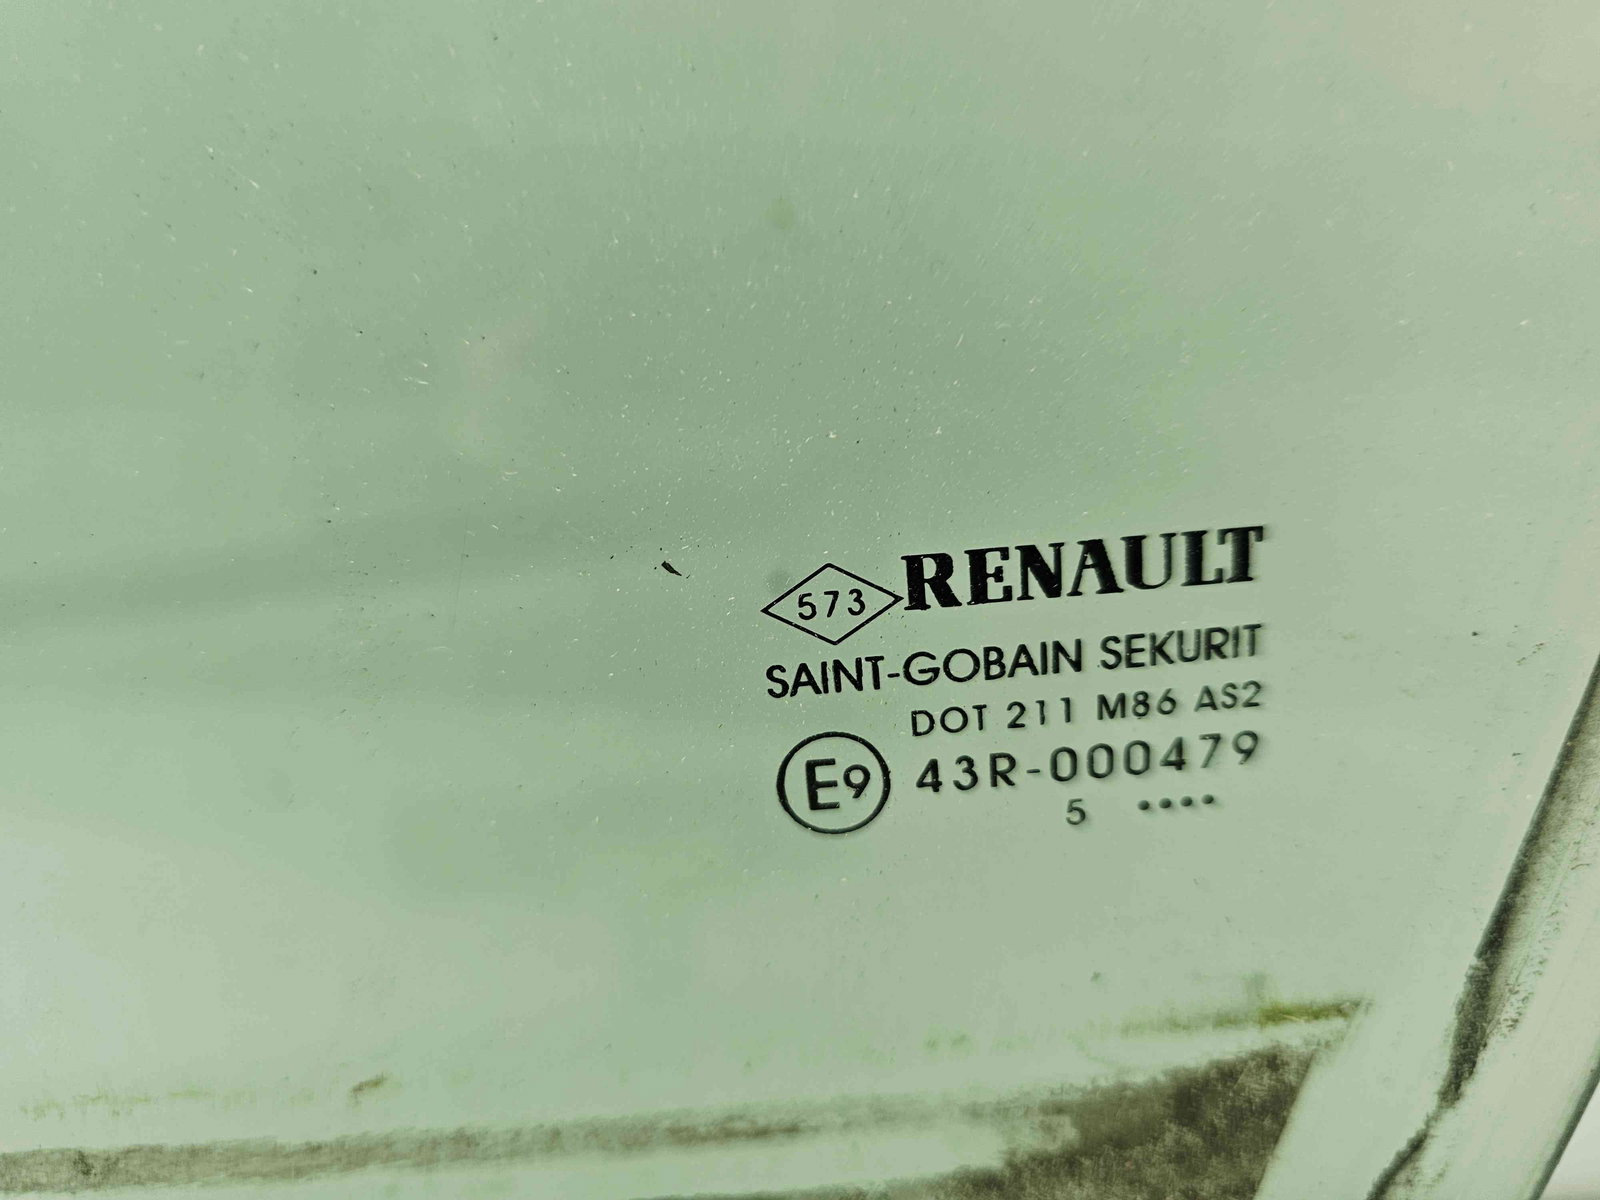 573 RENAULT
SAINT-GOBAIN SEKURIT
DOT 211 M86 AS2
E9 43R-000479
5 ····